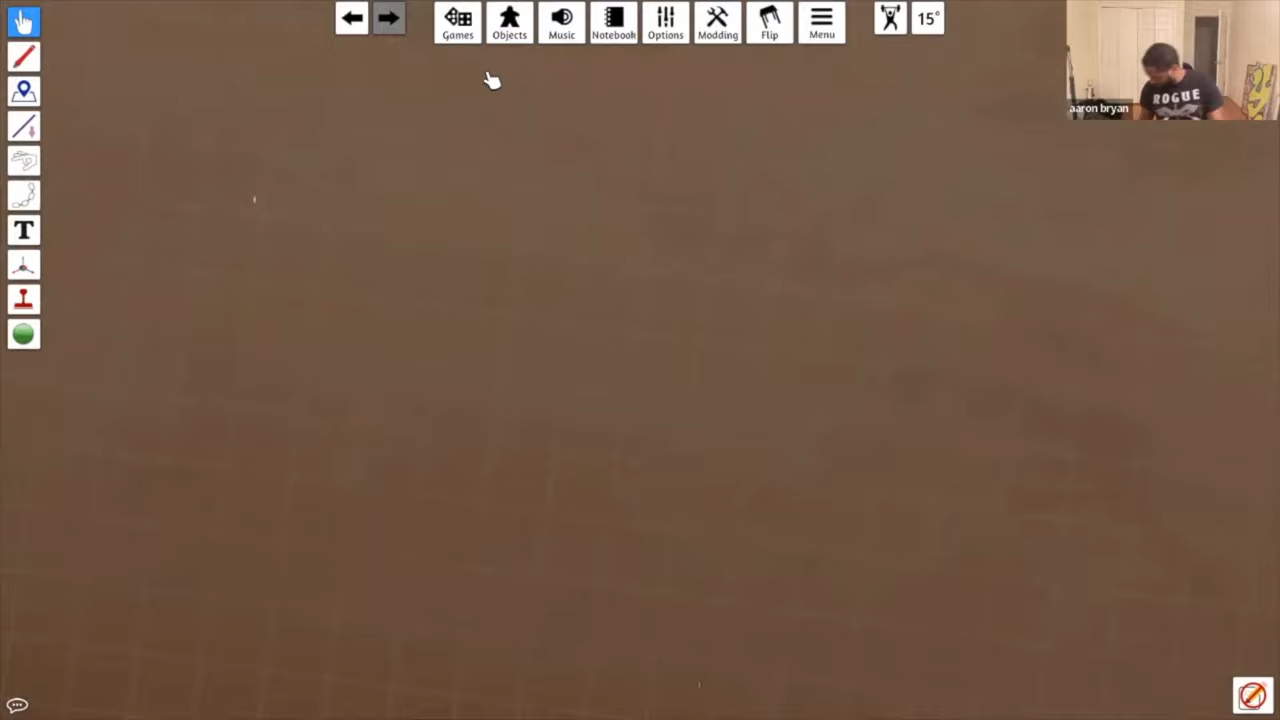 Games
Objects
Music
Notebook
Options
Modding
Flip
Menu
15°
T
aaron bryan
ROGUE